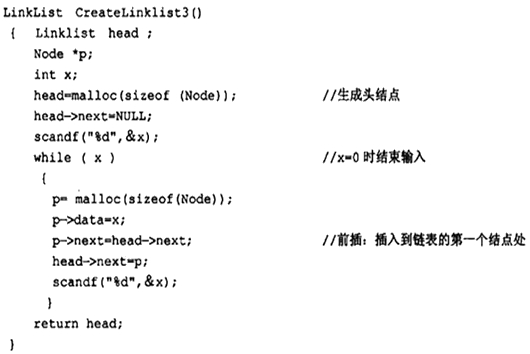 LinkList CreateLinklist3()
{ Linklist head ;
Node *p;
int x;
head=malloc(sizeof (Node)); //生成头结点
head->next=NULL;
scandf("%d",&x);
while ( x ) //x=0 时结束输入
{
p= malloc(sizeof(Node));
p->data=x;
p->next=head->next; //前插：插入到链表的第一个结点处
head->next=p;
scandf("%d",&x);
}
return head;
}